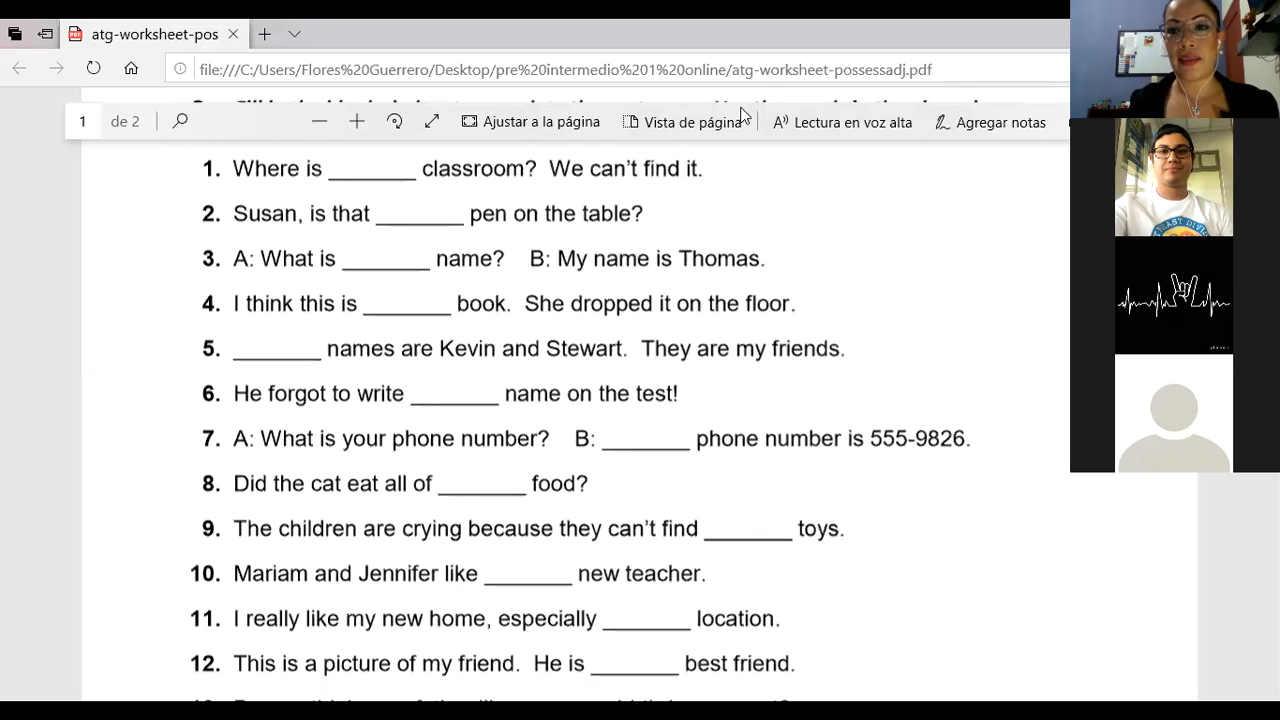 atg-worksheet-pos
file:///C:/Users/Flores%20Guerrero/Desktop/pre%20intermedio%201%20online/atg-worksheet-possessadj.pdf
1 de 2 Ajustar a la página Vista de página Lectura en voz alta Agregar notas
1. Where is _______ classroom? We can't find it.
2. Susan, is that _______ pen on the table?
3. A: What is _______ name? B: My name is Thomas.
4. I think this is _______ book. She dropped it on the floor.
5. _______ names are Kevin and Stewart. They are my friends.
6. He forgot to write _______ name on the test!
7. A: What is your phone number? B: _______ phone number is 555-9826.
8. Did the cat eat all of _______ food?
9. The children are crying because they can't find _______ toys.
10. Mariam and Jennifer like _______ new teacher.
11. I really like my new home, especially _______ location.
12. This is a picture of my friend. He is _______ best friend.